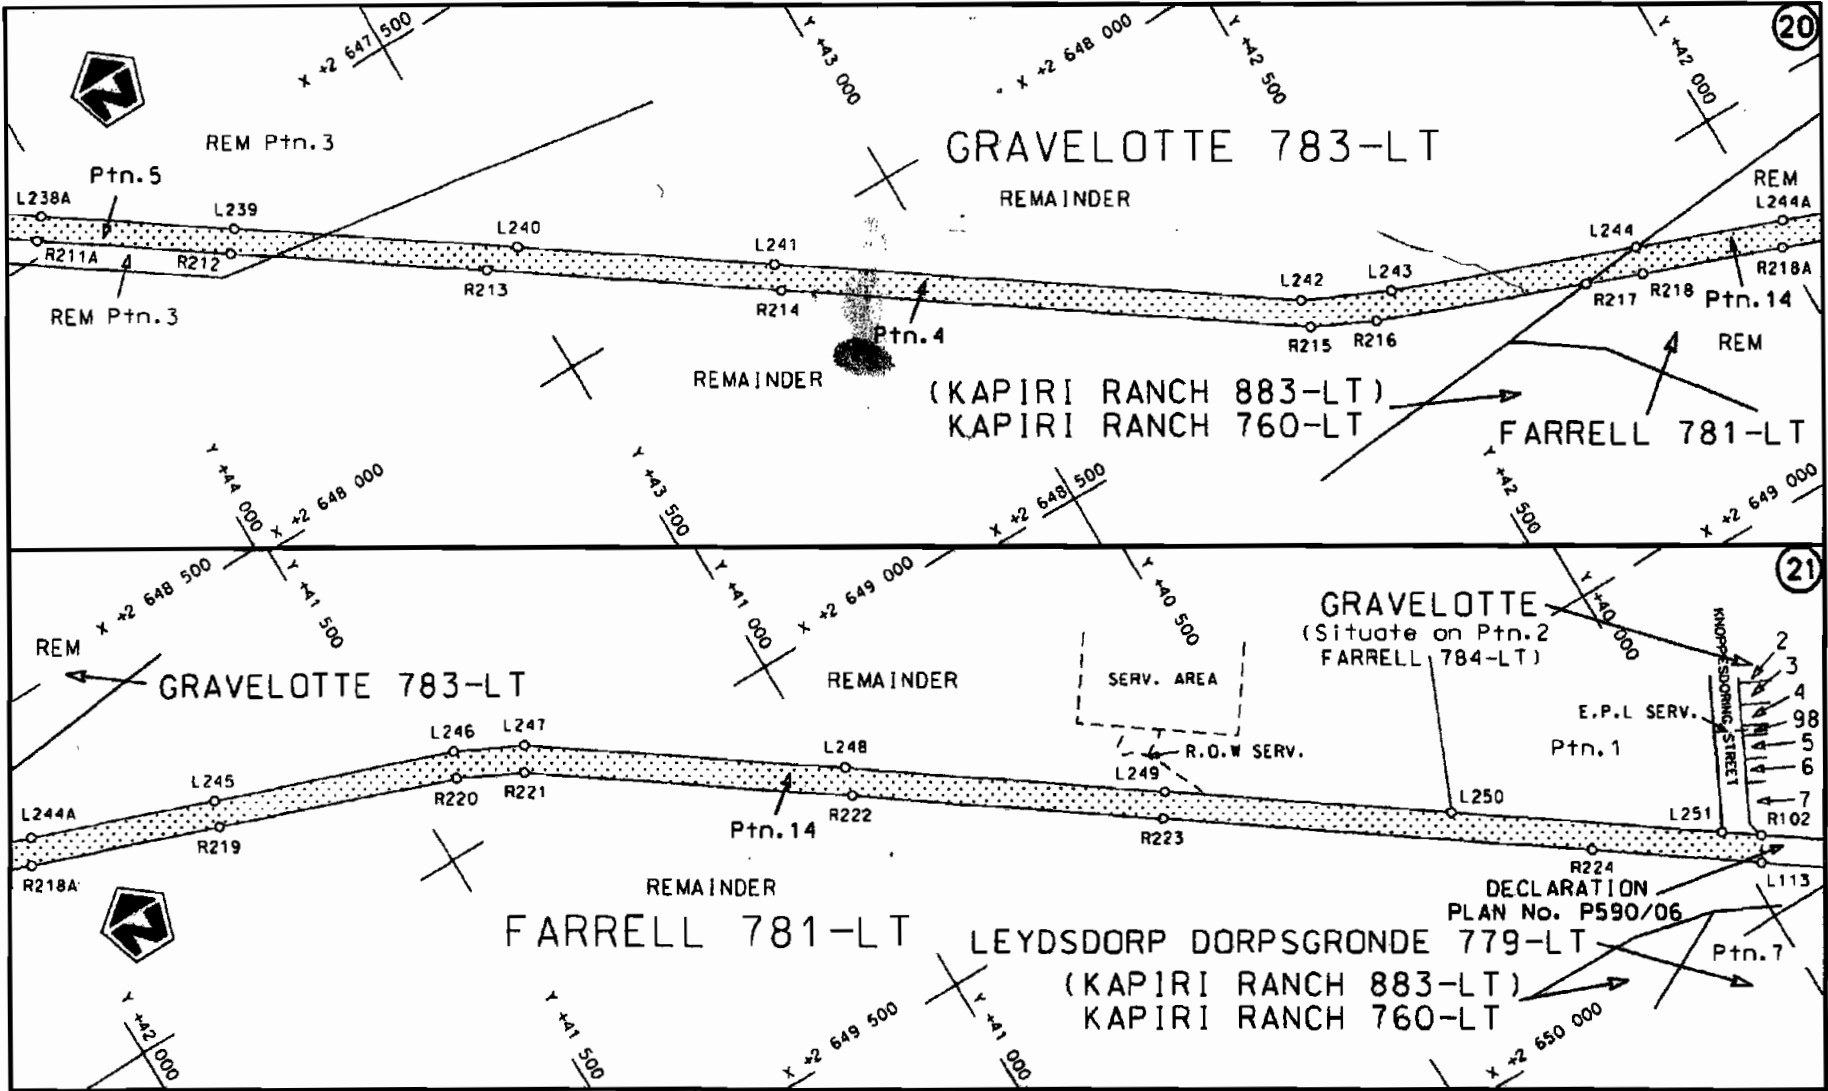 20
X +2 647 500
Y +43 000
X +2 648 000
Y +42 500
Y +42 000
REM Ptn.3
GRAVELOTTE 783-LT
REMAINDER
Ptn.5
REM
L238A
L239
L240
L241
L242
L243
L244
L244A
R211A
R212
R213
R214
R215
R216
R217
R218
R218A
Ptn.14
REM Ptn.3
Ptn.4
REM
REMAINDER
(KAPIRI RANCH 883-LT)
KAPIRI RANCH 760-LT
FARRELL 781-LT
Y +44 000
X +2 648 000
Y +43 500
X +2 648 500
Y +42 500
X +2 649 000
21
X +2 648 500
Y +41 500
Y +41 000
X +2 649 000
Y +40 500
Y +40 000
GRAVELOTTE
(Situate on Ptn.2
FARRELL 784-LT)
REM
GRAVELOTTE 783-LT
REMAINDER
SERV. AREA
KNOPPIESDORING STREET
2
3
4
98
5
6
7
E.P.L SERV.
Ptn.1
R.O.W SERV.
L244A
L245
L246
L247
L248
L249
L250
L251
R102
R218A
R219
R220
R221
R222
R223
R224
L113
Ptn.14
REMAINDER
FARRELL 781-LT
DECLARATION
PLAN No. P590/06
LEYDSDORP DORPSGRONDE 779-LT
Ptn.7
(KAPIRI RANCH 883-LT)
KAPIRI RANCH 760-LT
Y +42 000
Y +41 500
X +2 649 500
Y +41 000
X +2 650 000